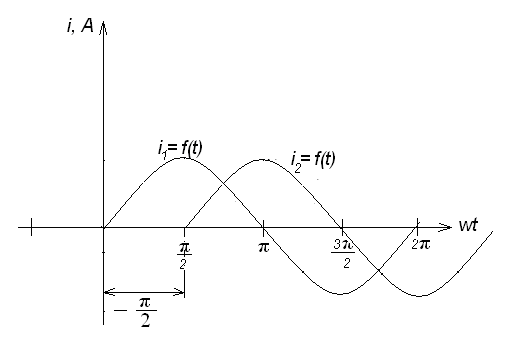 i, A
i₁= f(t)
i₂= f(t)
wt
π/2
π
3π/2
2π
− π/2